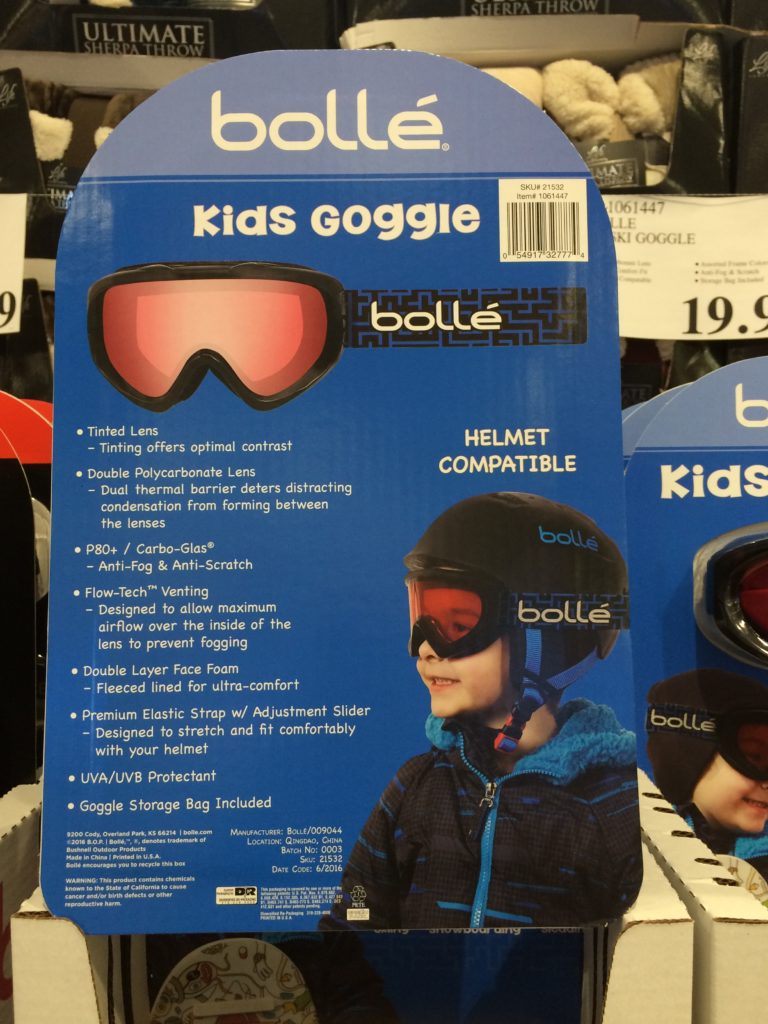 ULTIMATE
SHERPA THROW
SHERPA THROW
bollé®
Kids Goggle
SKU# 21532
Item# 1061447
0 54917 32777 4
1061447
SKI GOGGLE
19.9
9
bollé
• Tinted Lens
– Tinting offers optimal contrast
• Double Polycarbonate Lens
– Dual thermal barrier deters distracting
condensation from forming between
the lenses
• P80+ / Carbo-Glas®
– Anti-Fog & Anti-Scratch
• Flow-Tech™ Venting
– Designed to allow maximum
airflow over the inside of the
lens to prevent fogging
• Double Layer Face Foam
– Fleeced lined for ultra-comfort
• Premium Elastic Strap w/ Adjustment Slider
– Designed to stretch and fit comfortably
with your helmet
• UVA/UVB Protectant
• Goggle Storage Bag Included
HELMET
COMPATIBLE
bollé
bollé
Kids
bollé
9200 Cody, Overland Park, KS 66214 | bolle.com
©2016 B.O.P. | Bollé,™, ®, denotes trademark of
Bushnell Outdoor Products
Made in China | Printed in U.S.A.
Bollé encourages you to recycle this box
WARNING: This product contains chemicals
known to the State of California to cause
cancer and/or birth defects or other
reproductive harm.
Manufacturer: Bollé/009044
Location: Qingdao, China
Batch No: 0003
Sku: 21532
Date Code: 6/2016
PRINTED IN U.S.A
PETE